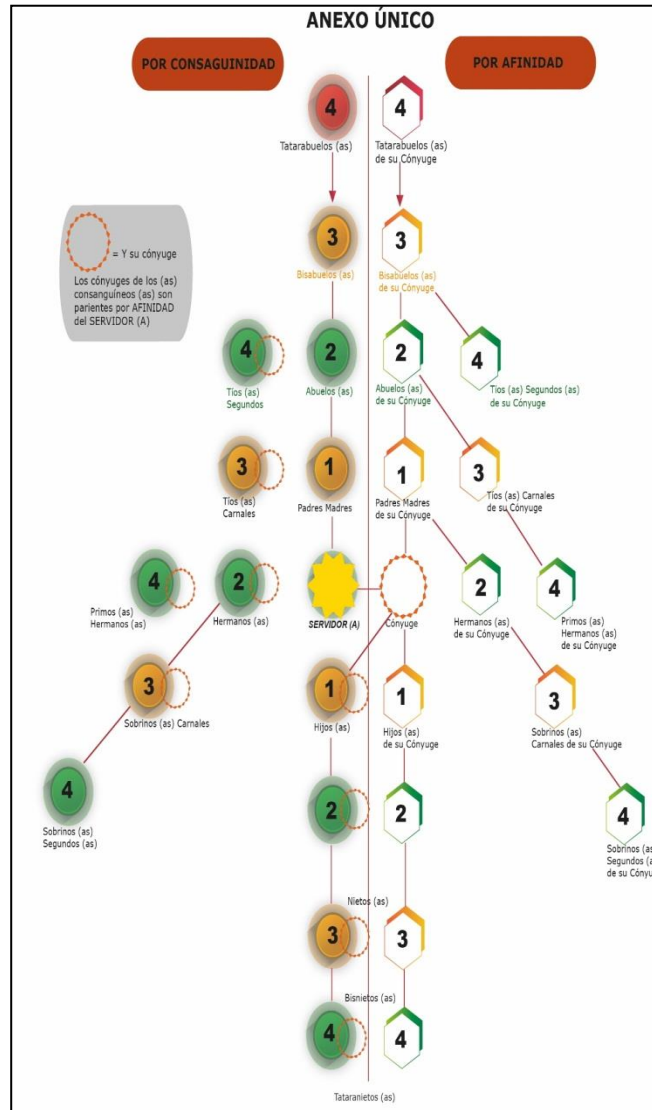 ANEXO ÚNICO
POR CONSAGUINIDAD
POR AFINIDAD
4
Tatarabuelos (as)
4
Tatarabuelos (as)
de su Cónyuge
= Y su cónyuge
Los cónyuges de los (as)
consanguíneos (as) son
parientes por AFINIDAD
del SERVIDOR (A)
3
Bisabuelos (as)
3
Bisabuelos (as)
de su Cónyuge
4
Tíos (as)
Segundos
2
Abuelos (as)
2
Abuelos (as)
de su Cónyuge
4
Tíos (as) Segundos (as)
de su Cónyuge
3
Tíos (as)
Carnales
1
Padres Madres
1
Padres Madres
de su Cónyuge
3
Tíos (as) Carnales
de su Cónyuge
4
Primos (as)
Hermanos (as)
2
Hermanos (as)
SERVIDOR (A)
Cónyuge
2
Hermanos (as)
de su Cónyuge
4
Primos (as)
Hermanos (as)
de su Cónyuge
3
Sobrinos (as) Carnales
1
Hijos (as)
1
Hijos (as)
de su Cónyuge
3
Sobrinos (as)
Carnales de su Cónyuge
4
Sobrinos (as)
Segundos (as)
2
2
4
Sobrinos (as
Segundos (a
de su Cónyu
Nietos (as)
3
3
Bisnietos (as)
4
4
Tataranietos (as)